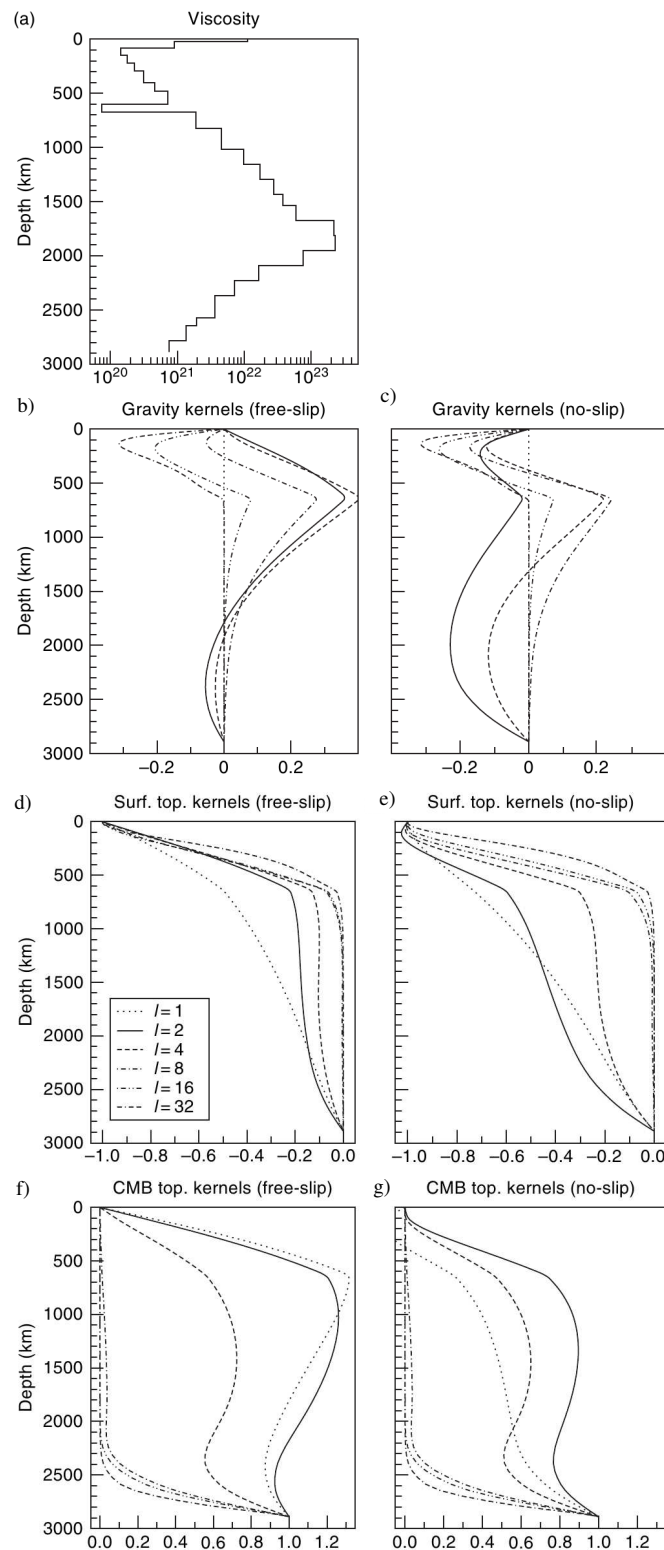 (a)
Viscosity
0
500
1000
1500
2000
2500
3000
Depth (km)
10^20 10^21 10^22 10^23
b)
Gravity kernels (free-slip)
0
500
1000
1500
2000
2500
3000
Depth (km)
−0.2 0 0.2
c)
Gravity kernels (no-slip)
−0.2 0 0.2
d)
Surf. top. kernels (free-slip)
0
500
1000
1500
2000
2500
3000
Depth (km)
l = 1
l = 2
l = 4
l = 8
l = 16
l = 32
−1.0 −0.8 −0.6 −0.4 −0.2 0.0
e)
Surf. top. kernels (no-slip)
−1.0 −0.8 −0.6 −0.4 −0.2 0.0
f)
CMB top. kernels (free-slip)
0
500
1000
1500
2000
2500
3000
Depth (km)
0.0 0.2 0.4 0.6 0.8 1.0 1.2
g)
CMB top. kernels (no-slip)
0.0 0.2 0.4 0.6 0.8 1.0 1.2